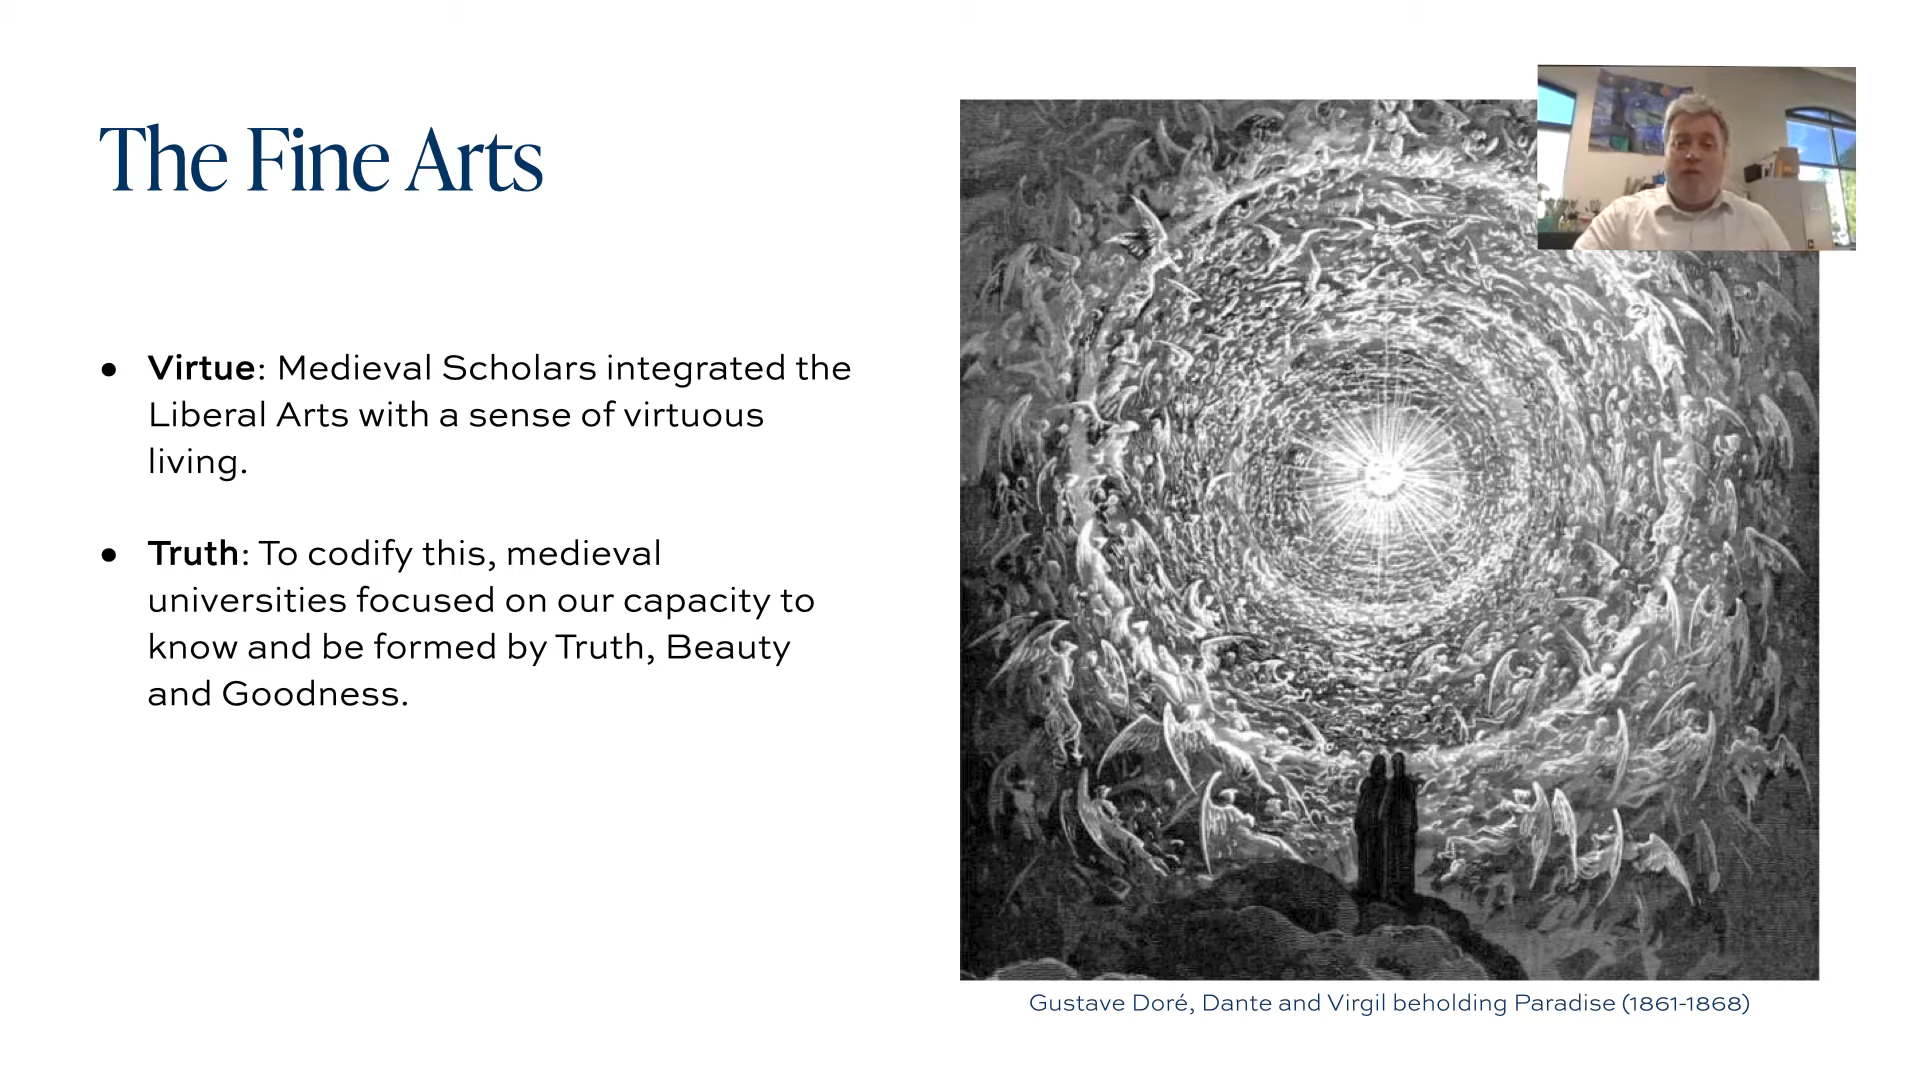 The Fine Arts
● Virtue: Medieval Scholars integrated the
Liberal Arts with a sense of virtuous
living.
● Truth: To codify this, medieval
universities focused on our capacity to
know and be formed by Truth, Beauty
and Goodness.
Gustave Doré, Dante and Virgil beholding Paradise (1861-1868)